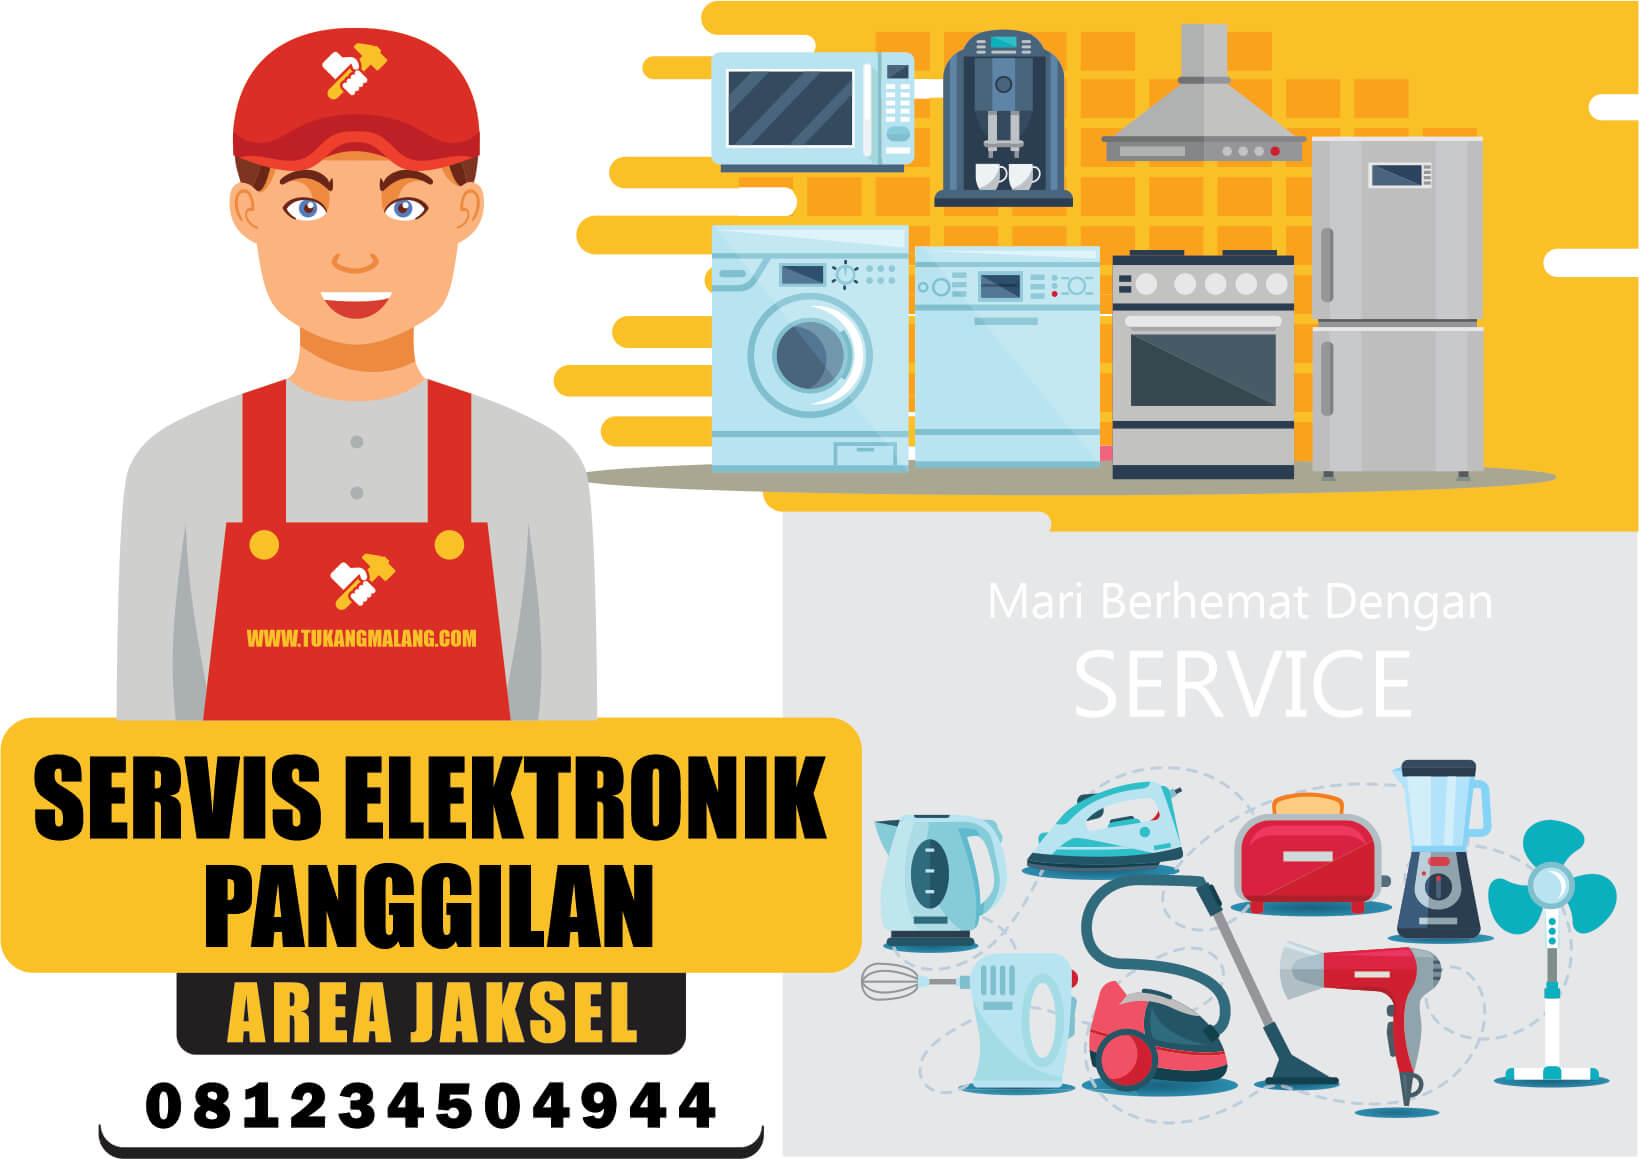 WWW.TUKANGMALANG.COM
SERVIS ELEKTRONIK
PANGGILAN
AREA JAKSEL
081234504944
Mari Berhemat Dengan
SERVICE